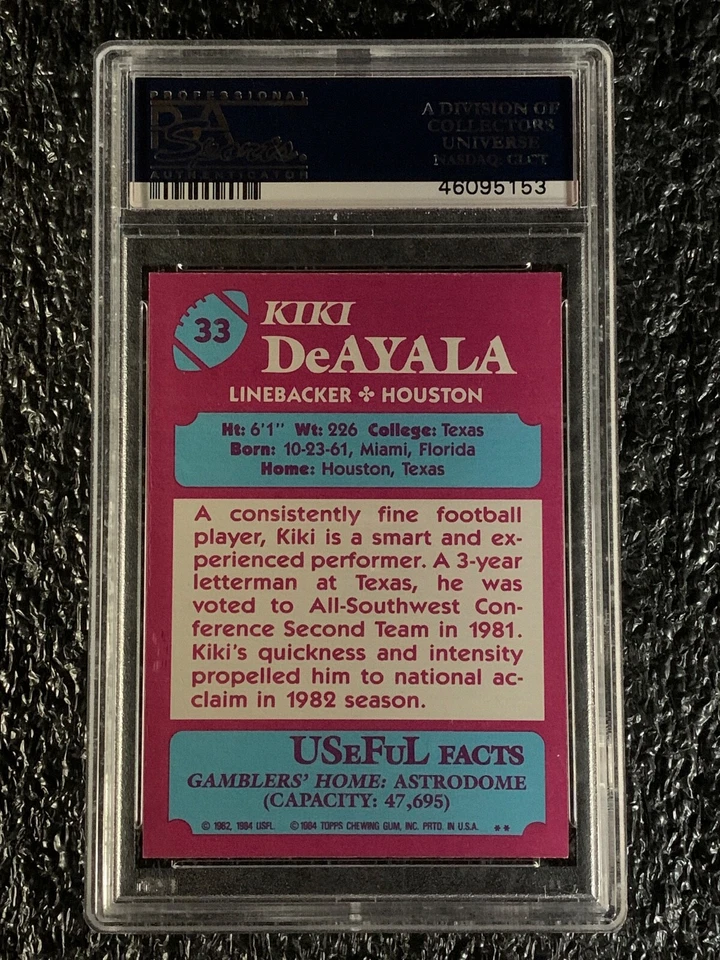 PROFESSIONAL
PSA
Sports
AUTHENTICATOR
A DIVISION OF
COLLECTORS
UNIVERSE
NASDAQ: CLCT
46095153
33
KIKI
DeAYALA
LINEBACKER ✤ HOUSTON
Ht: 6'1" Wt: 226 College: Texas
Born: 10-23-61, Miami, Florida
Home: Houston, Texas
A consistently fine football
player, Kiki is a smart and ex-
perienced performer. A 3-year
letterman at Texas, he was
voted to All-Southwest Con-
ference Second Team in 1981.
Kiki's quickness and intensity
propelled him to national ac-
claim in 1982 season.
USeFuL FACTS
GAMBLERS' HOME: ASTRODOME
(CAPACITY: 47,695)
© 1982, 1984 USFL. © 1984 TOPPS CHEWING GUM, INC. PRTD. IN U.S.A. **